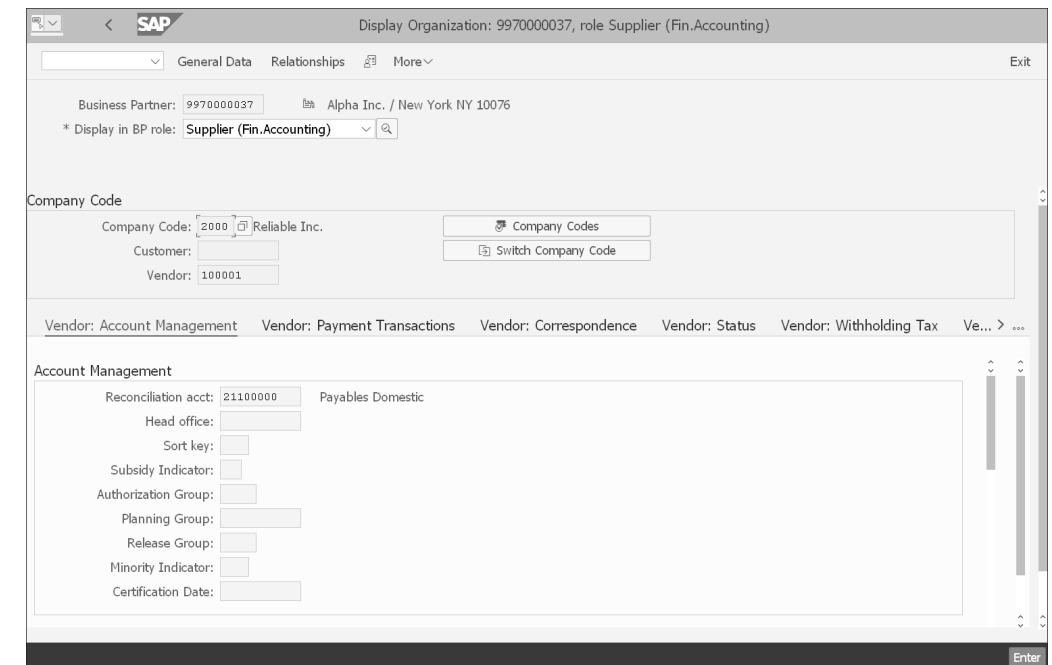 SAP Display Organization: 9970000037, role Supplier (Fin.Accounting)
General Data Relationships More Exit
Business Partner: 9970000037 Alpha Inc. / New York NY 10076
* Display in BP role: Supplier (Fin.Accounting)
Company Code
Company Code: 2000 Reliable Inc. Company Codes
Customer: Switch Company Code
Vendor: 100001
Vendor: Account Management Vendor: Payment Transactions Vendor: Correspondence Vendor: Status Vendor: Withholding Tax Ve... > ...
Account Management
Reconciliation acct: 21100000 Payables Domestic
Head office:
Sort key:
Subsidy Indicator:
Authorization Group:
Planning Group:
Release Group:
Minority Indicator:
Certification Date:
Enter